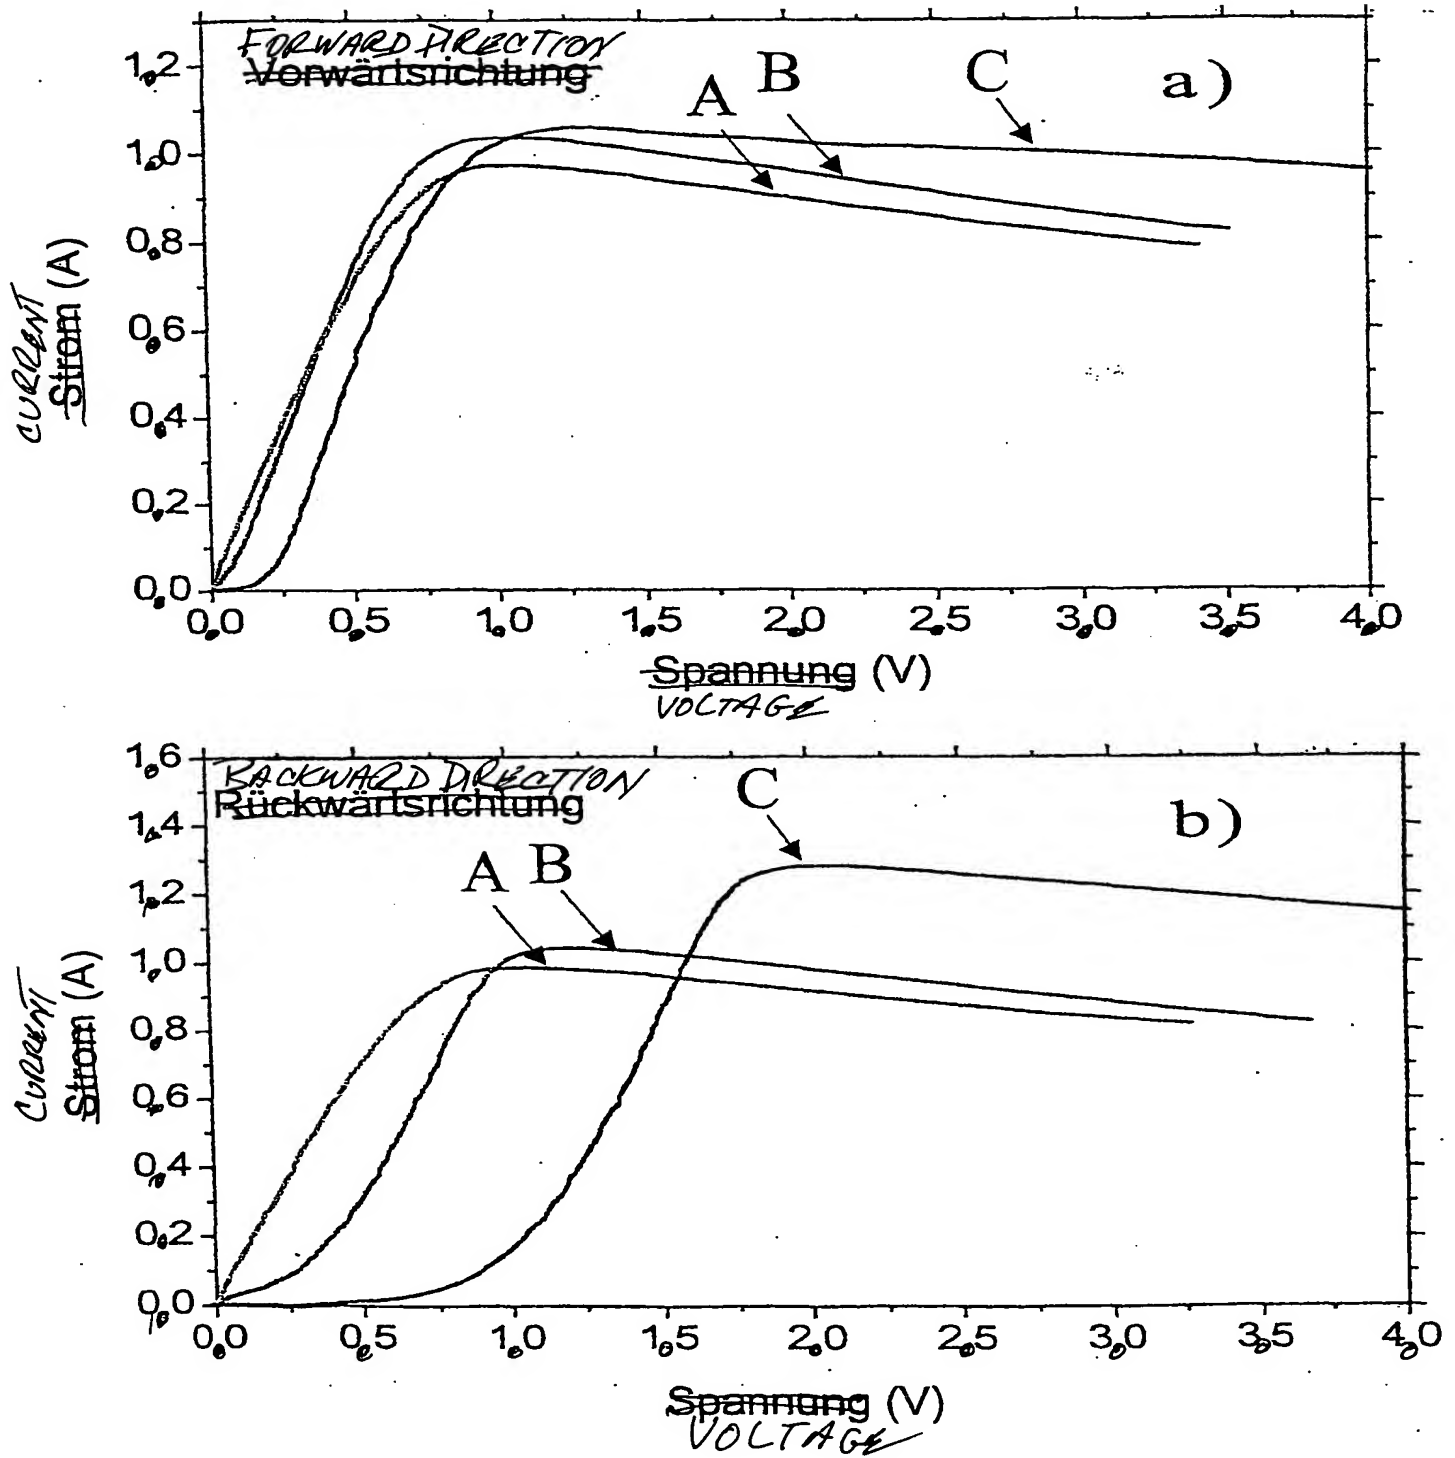 FORWARD DIRECTION
Vorwärtsrichtung
A B C a)
1.2
1.0
0.8
0.6
0.4
0.2
0.0
CURRENT
Strom (A)
0.0 0.5 1.0 1.5 2.0 2.5 3.0 3.5 4.0
Spannung (V)
VOLTAGE
BACKWARD DIRECTION
Rückwärtsrichtung
A B C b)
1.6
1.4
1.2
1.0
0.8
0.6
0.4
0.2
0.0
CURRENT
Strom (A)
0.0 0.5 1.0 1.5 2.0 2.5 3.0 3.5 4.0
Spannung (V)
VOLTAGE